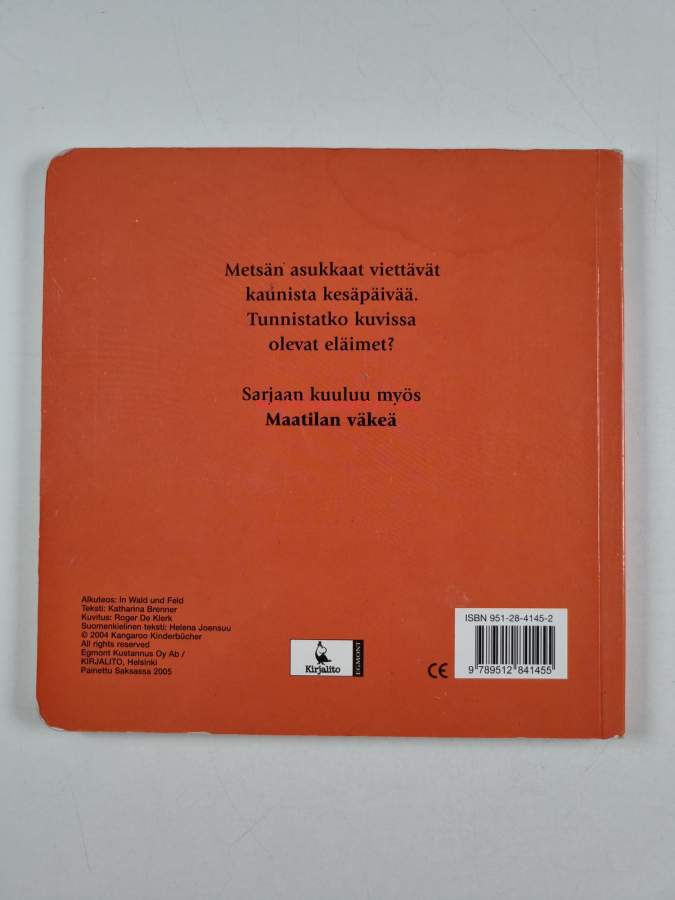 Metsän asukkaat viettävät
kaunista kesäpäivää.
Tunnistatko kuvissa
olevat eläimet?
Sarjaan kuuluu myös
Maatilan väkeä
Alkuteos: In Wald und Feld
Teksti: Katharina Brenner
Kuvitus: Roger De Klerk
Suomenkielinen teksti: Helena Joensuu
© 2004 Kangaroo Kinderbücher
All rights reserved
Egmont Kustannus Oy Ab /
KIRJALITO, Helsinki
Painettu Saksassa 2005
Kirjalito
EGMONT
CE
ISBN 951-28-4145-2
9 789512 841455